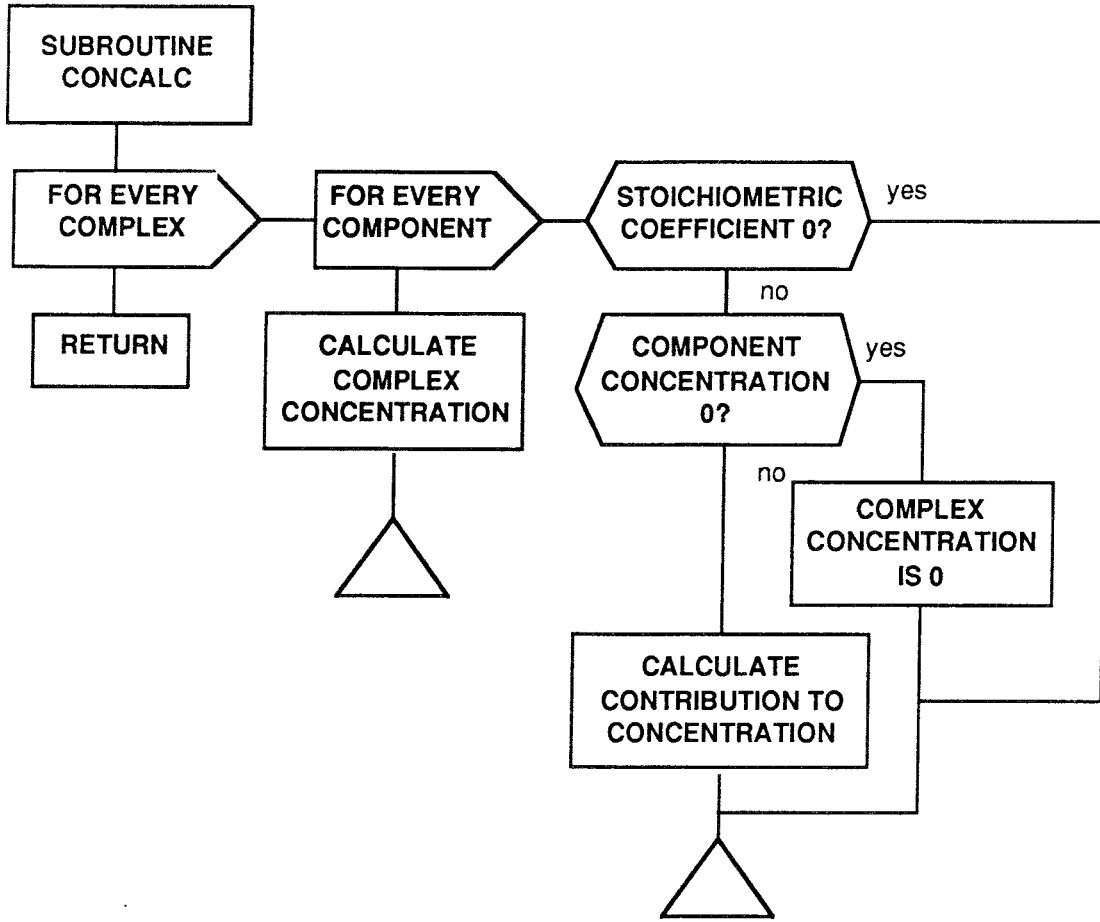 SUBROUTINE
CONCALC
FOR EVERY
COMPLEX
RETURN
FOR EVERY
COMPONENT
CALCULATE
COMPLEX
CONCENTRATION
STOICHIOMETRIC
COEFFICIENT 0?
yes
no
COMPONENT
CONCENTRATION
0?
yes
no
COMPLEX
CONCENTRATION
IS 0
CALCULATE
CONTRIBUTION TO
CONCENTRATION